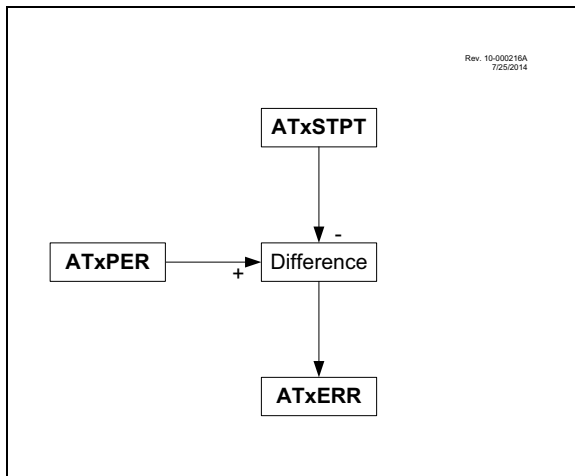 Rev. 10-000216A
7/25/2014
ATxSTPT
-
ATxPER
+
Difference
ATxERR